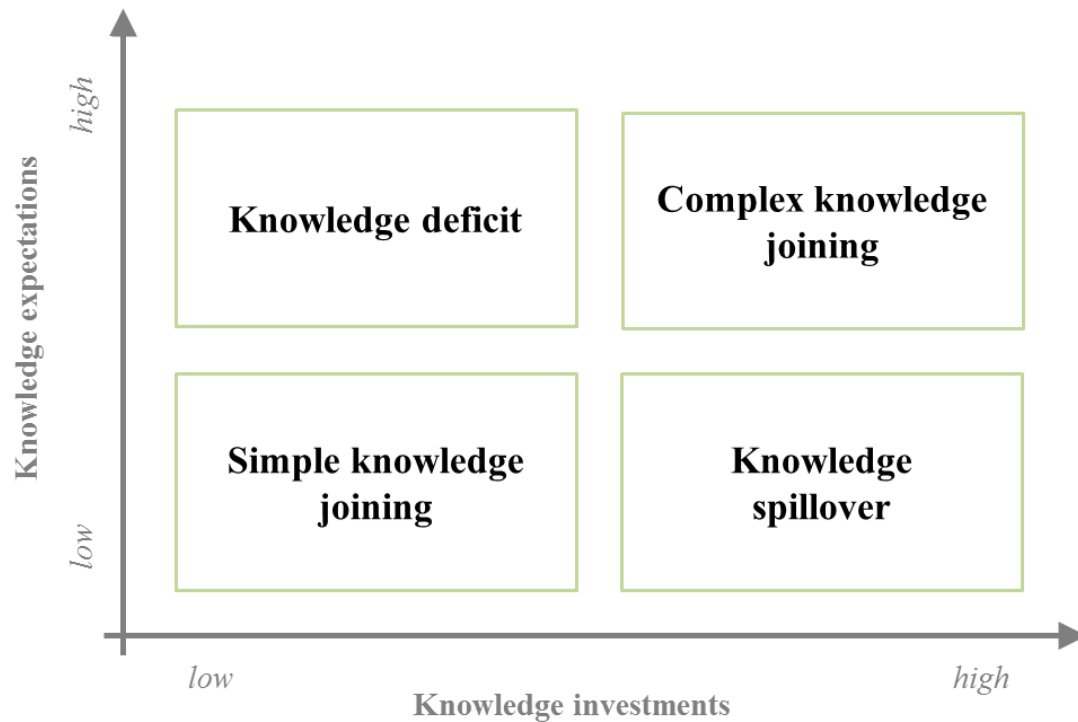 high
Knowledge expectations
low
Knowledge deficit
Complex knowledge
joining
Simple knowledge
joining
Knowledge
spillover
low
high
Knowledge investments